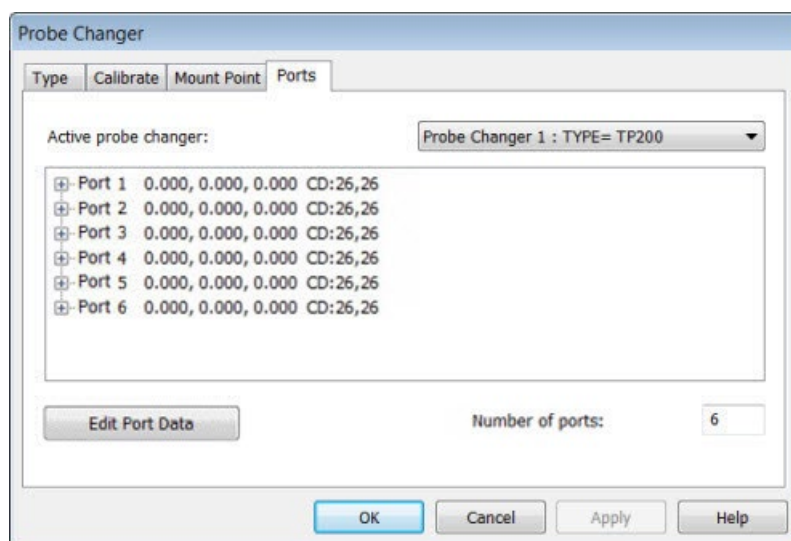 Probe Changer
Type Calibrate Mount Point Ports
Active probe changer: Probe Changer 1 : TYPE= TP200
Port 1 0.000, 0.000, 0.000 CD:26,26
Port 2 0.000, 0.000, 0.000 CD:26,26
Port 3 0.000, 0.000, 0.000 CD:26,26
Port 4 0.000, 0.000, 0.000 CD:26,26
Port 5 0.000, 0.000, 0.000 CD:26,26
Port 6 0.000, 0.000, 0.000 CD:26,26
Edit Port Data Number of ports: 6
OK Cancel Apply Help